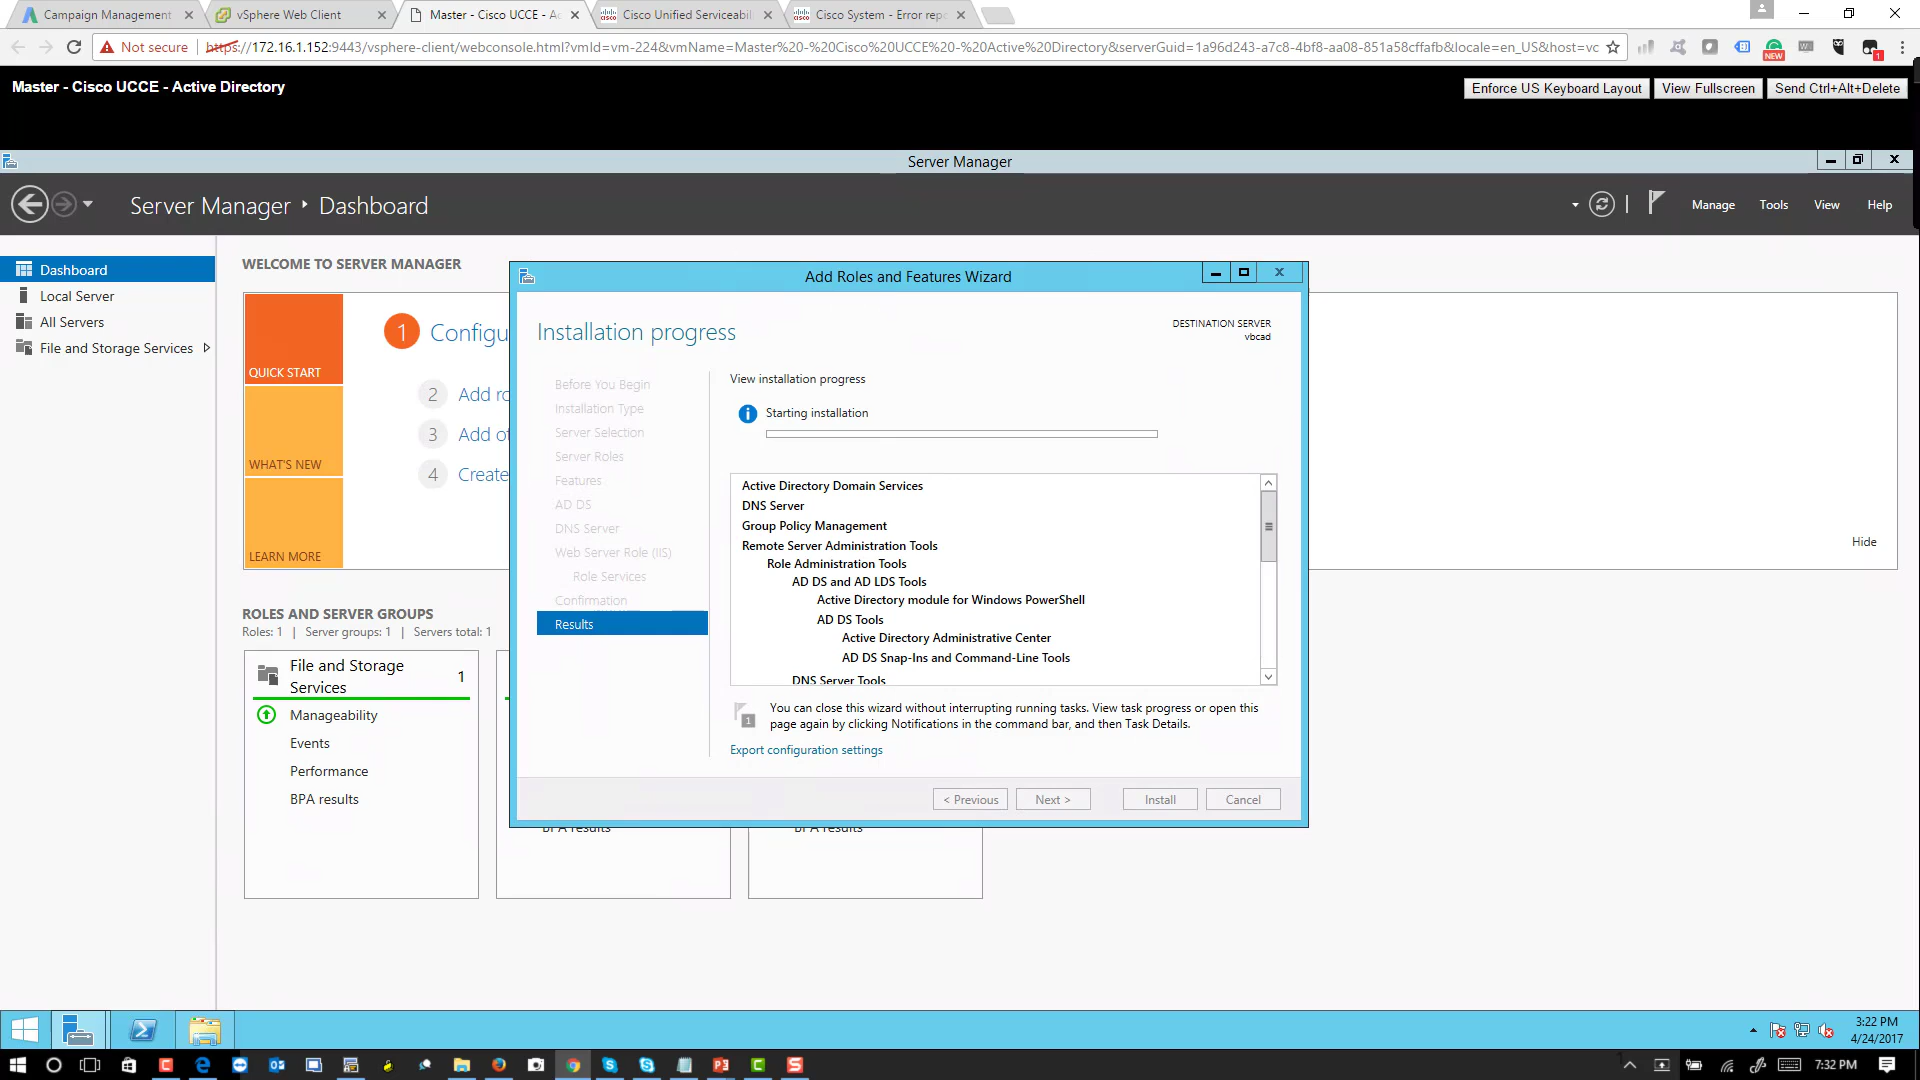 Campaign Management
vSphere Web Client
Master - Cisco UCCE - A
Cisco Unified Serviceabil
Cisco System - Error rep
Not secure
https://172.16.1.152:9443/vsphere-client/webconsole.html?vmId=vm-224&vmName=Master%20-%20Cisco%20UCCE%20-%20Active%20Directory&serverGuid=1a96d243-a7c8-4bf8-aa08-851a58cffafb&locale=en_US&host=vc
NEW
1
Master - Cisco UCCE - Active Directory
Enforce US Keyboard Layout
View Fullscreen
Send Ctrl+Alt+Delete
Server Manager
Server Manager
Dashboard
Manage
Tools
View
Help
Dashboard
Local Server
All Servers
File and Storage Services
WELCOME TO SERVER MANAGER
QUICK START
WHAT'S NEW
LEARN MORE
1 Configu
2 Add ro
3 Add ot
4 Create
Hide
ROLES AND SERVER GROUPS
Roles: 1 | Server groups: 1 | Servers total: 1
File and Storage
Services
1
Manageability
Events
Performance
BPA results
BPA results
BPA results
Add Roles and Features Wizard
Installation progress
DESTINATION SERVER
vbcad
Before You Begin
Installation Type
Server Selection
Server Roles
Features
AD DS
DNS Server
Web Server Role (IIS)
Role Services
Confirmation
Results
View installation progress
Starting installation
Active Directory Domain Services
DNS Server
Group Policy Management
Remote Server Administration Tools
Role Administration Tools
AD DS and AD LDS Tools
Active Directory module for Windows PowerShell
AD DS Tools
Active Directory Administrative Center
AD DS Snap-Ins and Command-Line Tools
DNS Server Tools
1
You can close this wizard without interrupting running tasks. View task progress or open this
page again by clicking Notifications in the command bar, and then Task Details.
Export configuration settings
< Previous
Next >
Install
Cancel
3:22 PM
4/24/2017
7:32 PM